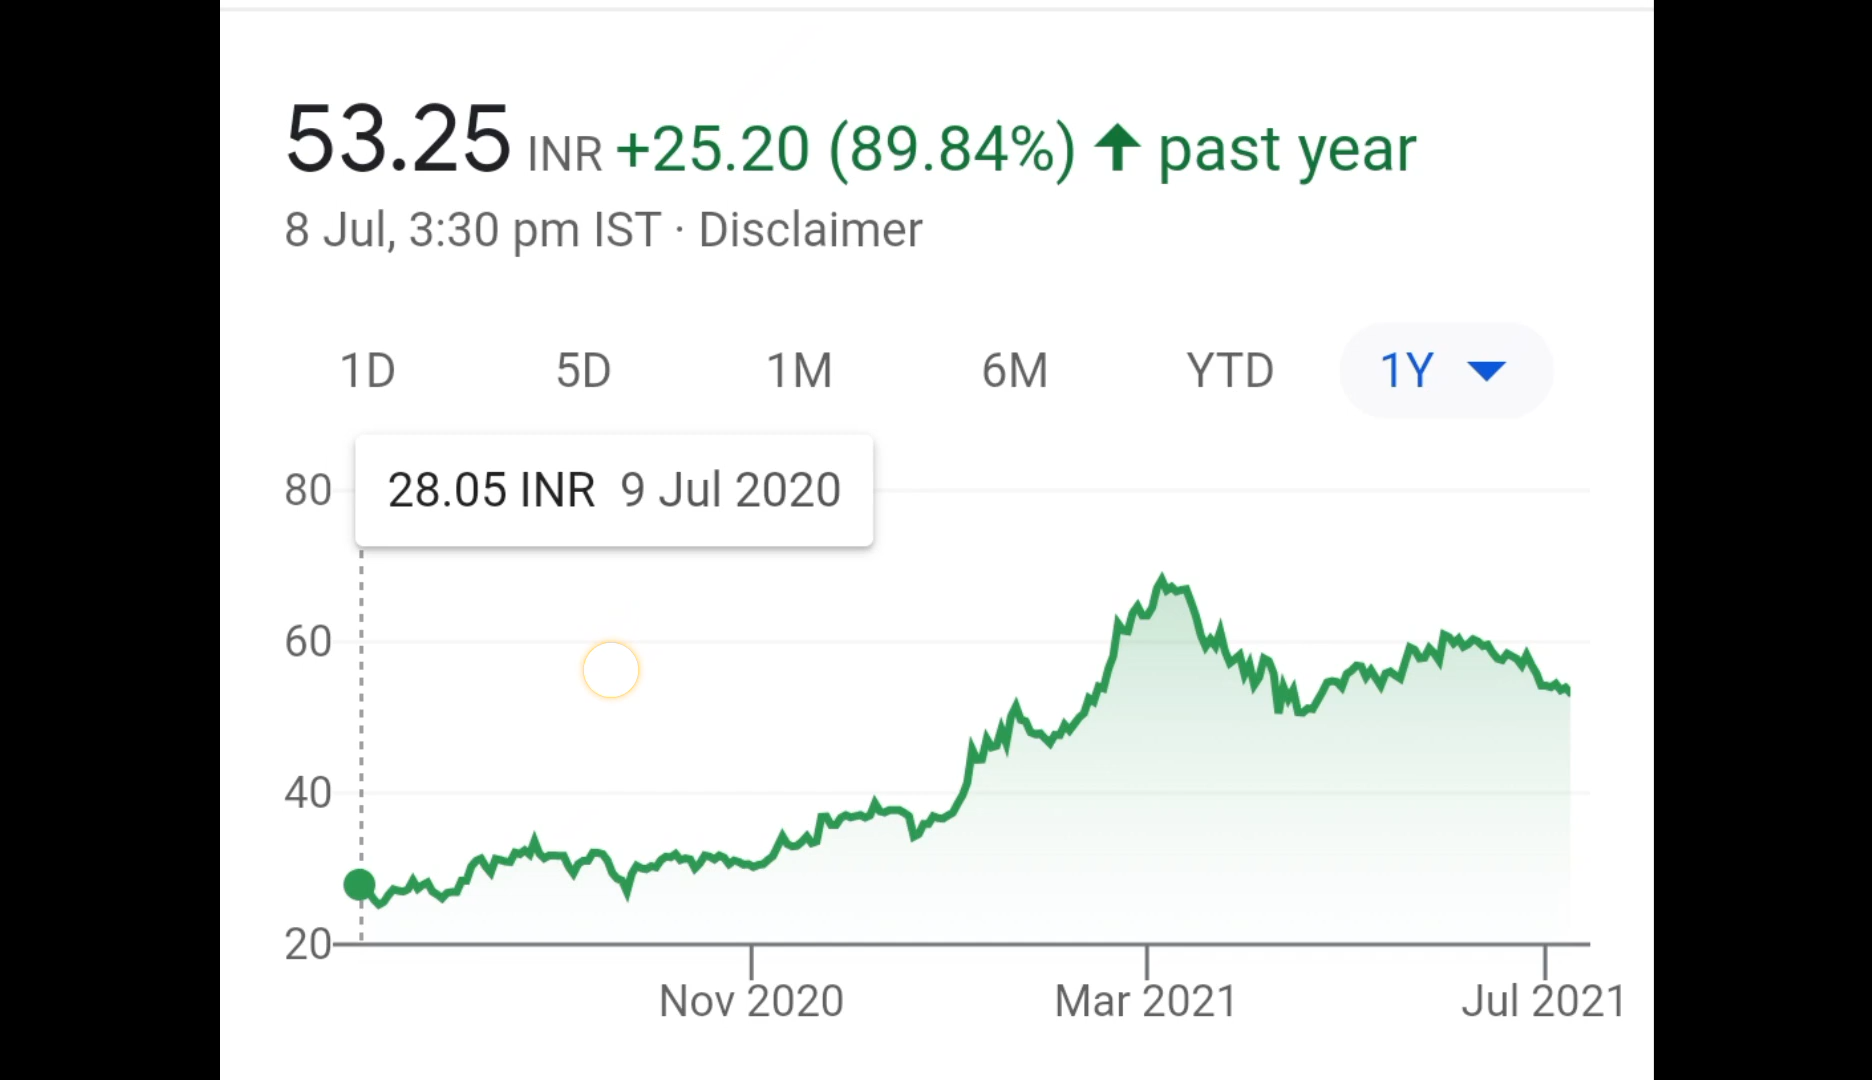 53.25 INR +25.20 (89.84%) ↑ past year
8 Jul, 3:30 pm IST · Disclaimer
1D 5D 1M 6M YTD 1Y
28.05 INR 9 Jul 2020
80
60
40
20
Nov 2020 Mar 2021 Jul 2021